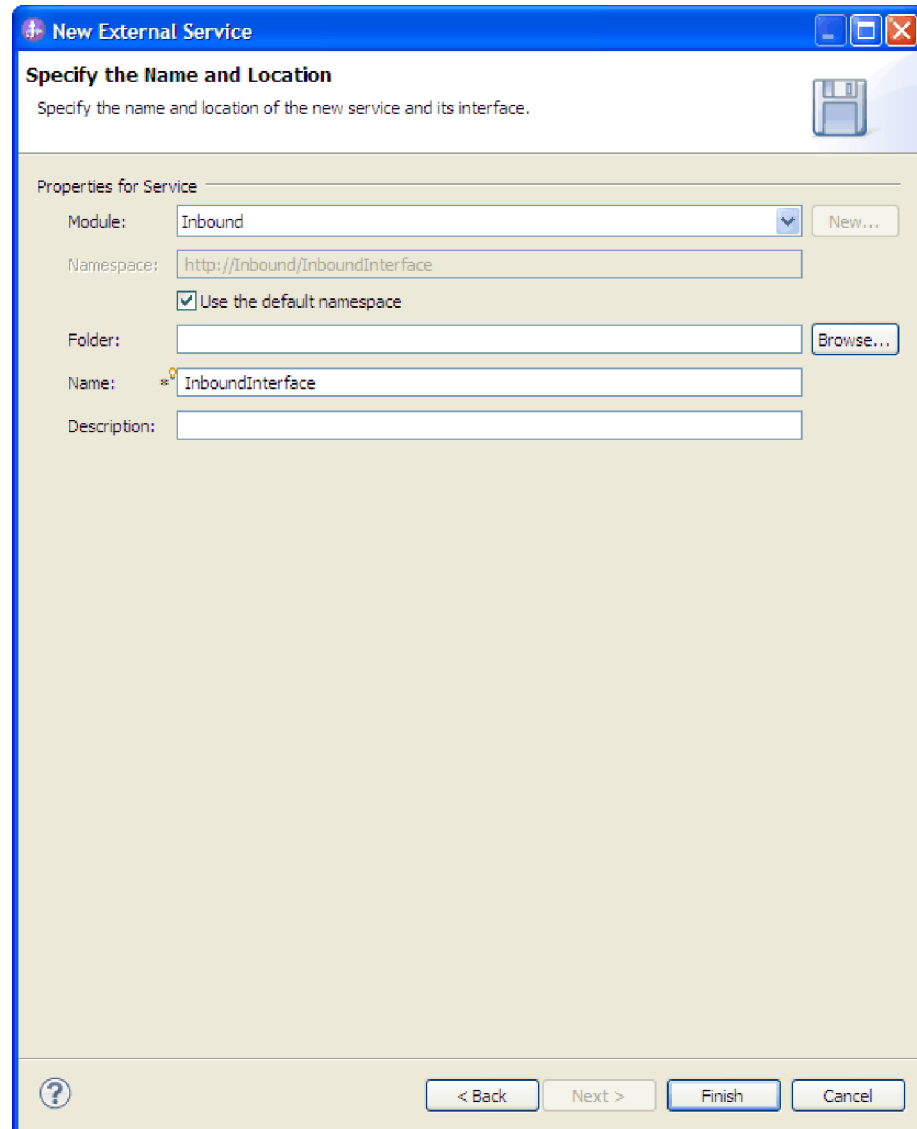 New External Service
Specify the Name and Location
Specify the name and location of the new service and its interface.
Properties for Service
Module: Inbound New...
Namespace: http://Inbound/InboundInterface
Use the default namespace
Folder: Browse...
Name: * InboundInterface
Description:
? < Back Next > Finish Cancel